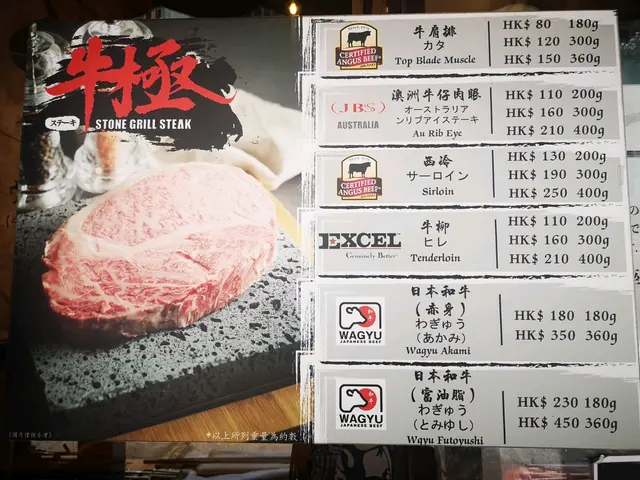 牛極
ステーキ
STONE GRILL STEAK
CERTIFIED
ANGUS BEEF
牛肩排
カタ
Top Blade Muscle
HK$ 80 180g
HK$ 120 300g
HK$ 150 360g
(JBS)
AUSTRALIA
澳洲牛仔肉眼
オーストラリア
ンリブアイステーキ
Au Rib Eye
HK$ 110 200g
HK$ 160 300g
HK$ 210 400g
CERTIFIED
ANGUS BEEF
西冷
サーロイン
Sirloin
HK$ 130 200g
HK$ 190 300g
HK$ 250 400g
EXCEL
Genuinely Better
牛柳
ヒレ
Tenderloin
HK$ 110 200g
HK$ 160 300g
HK$ 210 400g
WAGYU
JAPANESE BEEF
日本和牛
(赤身)
わぎゅう
(あかみ)
Wagyu Akami
HK$ 180 180g
HK$ 350 360g
WAGYU
JAPANESE BEEF
日本和牛
(富油脂)
わぎゅう
(とみゆし)
Wagyu Futoyushi
HK$ 230 180g
HK$ 450 360g
(圖片謹供參考)
*以上所列重量為約數